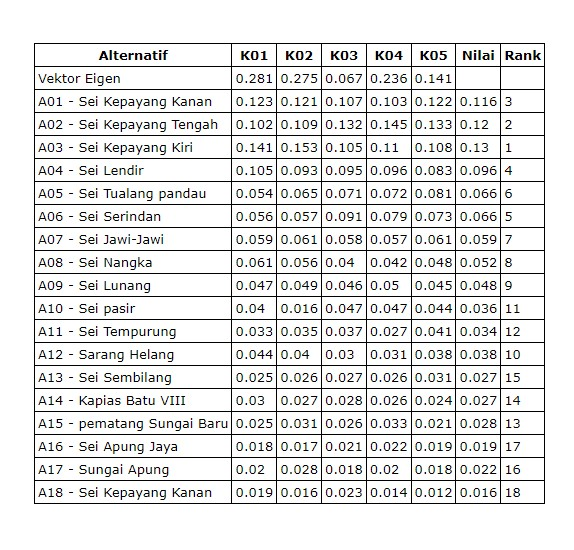 Alternatif K01 K02 K03 K04 K05 Nilai Rank
Vektor Eigen 0.281 0.275 0.067 0.236 0.141
A01 - Sei Kepayang Kanan 0.123 0.121 0.107 0.103 0.122 0.116 3
A02 - Sei Kepayang Tengah 0.102 0.109 0.132 0.145 0.133 0.12 2
A03 - Sei Kepayang Kiri 0.141 0.153 0.105 0.11 0.108 0.13 1
A04 - Sei Lendir 0.105 0.093 0.095 0.096 0.083 0.096 4
A05 - Sei Tualang pandau 0.054 0.065 0.071 0.072 0.081 0.066 6
A06 - Sei Serindan 0.056 0.057 0.091 0.079 0.073 0.066 5
A07 - Sei Jawi-Jawi 0.059 0.061 0.058 0.057 0.061 0.059 7
A08 - Sei Nangka 0.061 0.056 0.04 0.042 0.048 0.052 8
A09 - Sei Lunang 0.047 0.049 0.046 0.05 0.045 0.048 9
A10 - Sei pasir 0.04 0.016 0.047 0.047 0.044 0.036 11
A11 - Sei Tempurung 0.033 0.035 0.037 0.027 0.041 0.034 12
A12 - Sarang Helang 0.044 0.04 0.03 0.031 0.038 0.038 10
A13 - Sei Sembilang 0.025 0.026 0.027 0.026 0.031 0.027 15
A14 - Kapias Batu VIII 0.03 0.027 0.028 0.026 0.024 0.027 14
A15 - pematang Sungai Baru 0.025 0.031 0.026 0.033 0.021 0.028 13
A16 - Sei Apung Jaya 0.018 0.017 0.021 0.022 0.019 0.019 17
A17 - Sungai Apung 0.02 0.028 0.018 0.02 0.018 0.022 16
A18 - Sei Kepayang Kanan 0.019 0.016 0.023 0.014 0.012 0.016 18